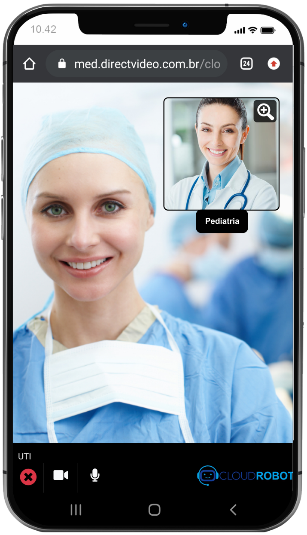 10.42
med.directvideo.com.br/clo
24
Pediatria
UTI
CLOUDROBOT